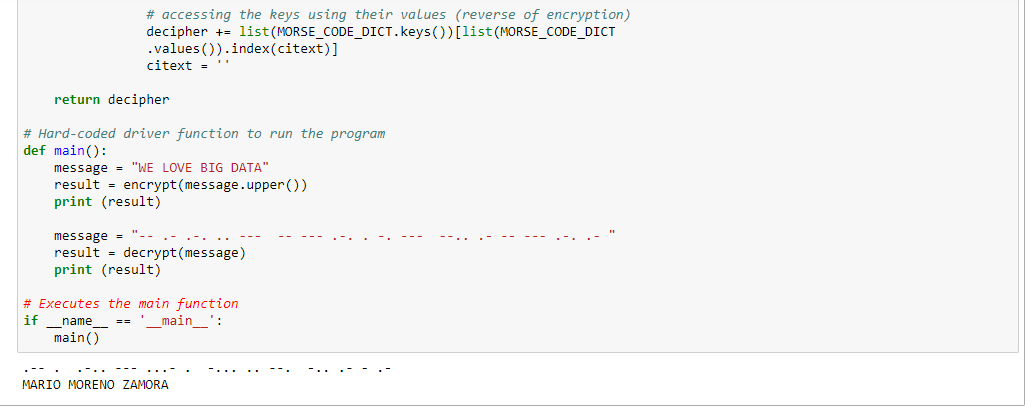 # accessing the keys using their values (reverse of encryption)
decipher += list(MORSE_CODE_DICT.keys())[list(MORSE_CODE_DICT
.values()).index(citext)]
citext = ''
return decipher
# Hard-coded driver function to run the program
def main():
message = "WE LOVE BIG DATA"
result = encrypt(message.upper())
print (result)
message = "-- .- .-. .. ---  -- --- .-. . -. ---  --.. .- -- --- .-. .- "
result = decrypt(message)
print (result)
# Executes the main function
if __name__ == '__main__':
main()
.-- .  .-.. --- ...- .  -... .. --.  -.. .- - .-
MARIO MORENO ZAMORA